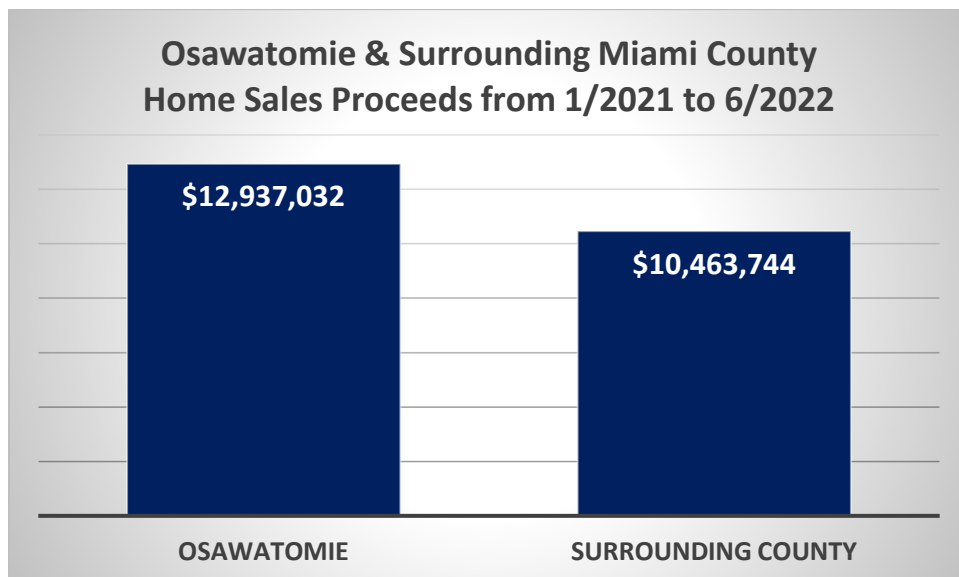 Osawatomie & Surrounding Miami County
Home Sales Proceeds from 1/2021 to 6/2022
$12,937,032
$10,463,744
OSAWATOMIE
SURROUNDING COUNTY